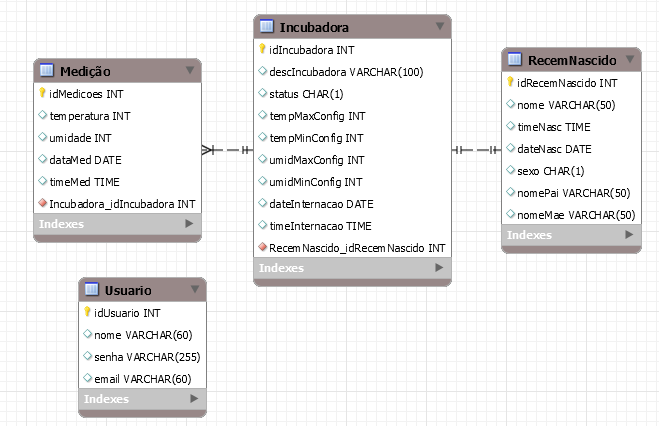 Medição
idMedicoes INT
temperatura INT
umidade INT
dataMed DATE
timeMed TIME
Incubadora_idIncubadora INT
Indexes
Incubadora
idIncubadora INT
descIncubadora VARCHAR(100)
status CHAR(1)
tempMaxConfig INT
tempMinConfig INT
umidMaxConfig INT
umidMinConfig INT
dateInternacao DATE
timeInternacao TIME
RecemNascido_idRecemNascido INT
Indexes
RecemNascido
idRecemNascido INT
nome VARCHAR(50)
timeNasc TIME
dateNasc DATE
sexo CHAR(1)
nomePai VARCHAR(50)
nomeMae VARCHAR(50)
Indexes
Usuario
idUsuario INT
nome VARCHAR(60)
senha VARCHAR(255)
email VARCHAR(60)
Indexes